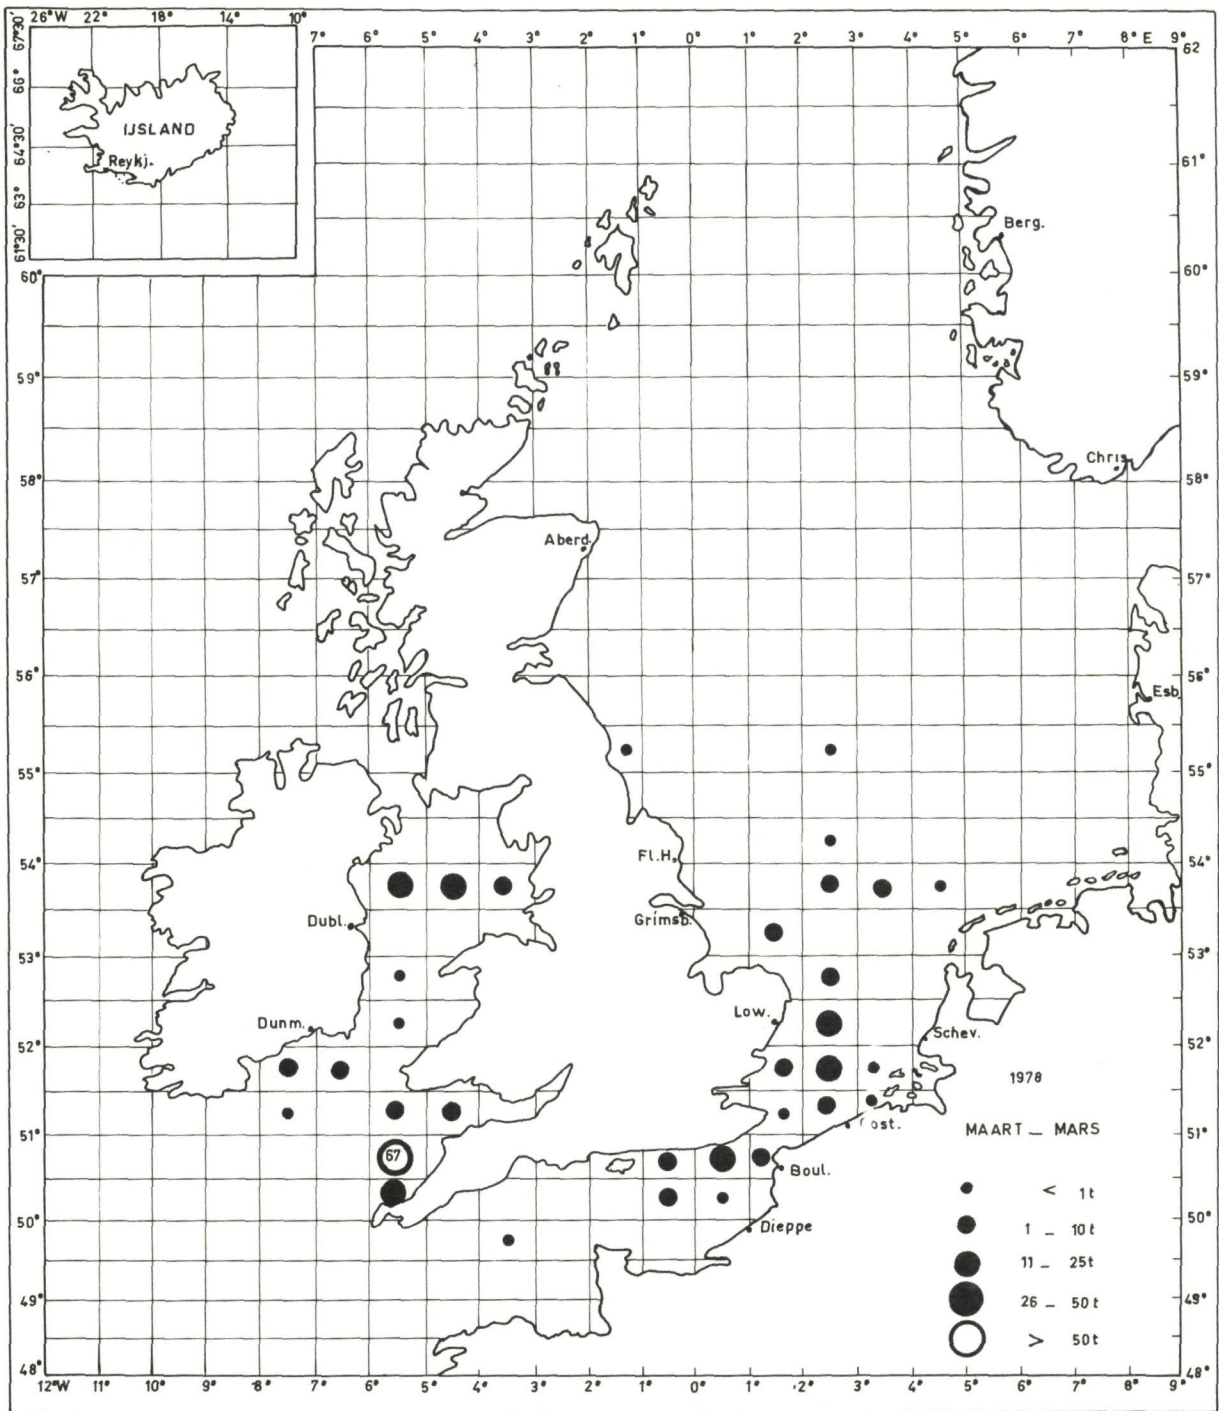 26°W 22° 18° 14° 10°
67°30'
66°
64°30'
63°
61°30'
IJSLAND
Reykj.
7° 6° 5° 4° 3° 2° 1° 0° 1° 2° 3° 4° 5° 6° 7° 8° E 9°
62
61°
Berg.
60° 60°
59° 59°
Chris
58° 58°
Aberd.
57° 57°
56° 56°
Esb.
55° 55°
Fl.H.
54° 54°
Dubl.
Grimsb.
53° 53°
Low.
Dunm.
Schev.
52° 52°
1978
Oost.
MAART _ MARS
51° 51°
67
Boul.
< 1t
50° 50°
Dieppe
1 _ 10t
11 _ 25t
49° 49°
26 _ 50t
> 50t
48° 48°
12°W 11° 10° 9° 8° 7° 6° 5° 4° 3° 2° 1° 0° 1° 2° 3° 4° 5° 6° 7° 8° 9°